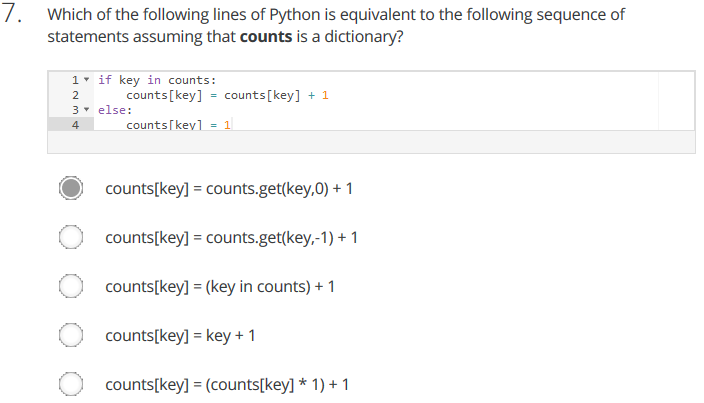 7. Which of the following lines of Python is equivalent to the following sequence of
statements assuming that counts is a dictionary?
1 if key in counts:
2 counts[key] = counts[key] + 1
3 else:
4 counts[key] = 1
counts[key] = counts.get(key,0) + 1
counts[key] = counts.get(key,-1) + 1
counts[key] = (key in counts) + 1
counts[key] = key + 1
counts[key] = (counts[key] * 1) + 1